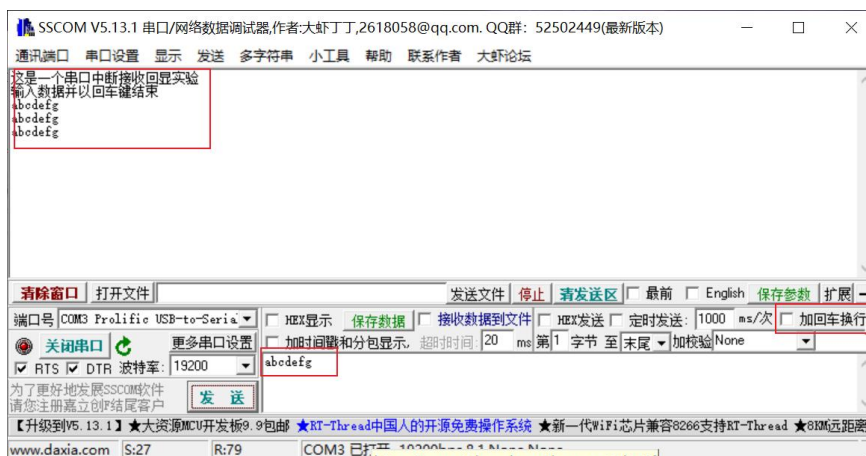 SSCOM V5.13.1 串口/网络数据调试器,作者:大虾丁丁,2618058@qq.com. QQ群：52502449(最新版本)
通讯端口 串口设置 显示 发送 多字符串 小工具 帮助 联系作者 大虾论坛
这是一个串口中断接收回显实验
输入数据并以回车键结束
abcdefg
abcdefg
abcdefg
清除窗口 打开文件 发送文件 停止 清发送区 最前 English 保存参数 扩展
端口号 COM3 Prolific USB-to-Seria HEX显示 保存数据 接收数据到文件 HEX发送 定时发送: 1000 ms/次 加回车换行
关闭串口 更多串口设置 加时间戳和分包显示, 超时时间: 20 ms 第1 字节 至 末尾 加校验None
RTS DTR 波特率: 19200 abcdefg
为了更好地发展SSCOM软件
请您注册嘉立创F结尾客户
发 送
【升级到V5.13.1】★大资源MCU开发板9.9包邮 ★RT-Thread中国人的开源免费操作系统 ★新一代WiFi芯片兼容8266支持RT-Thread ★8KM远距离
www.daxia.com S:27 R:79 COM3 已打开 19200bps,8,1,None,None